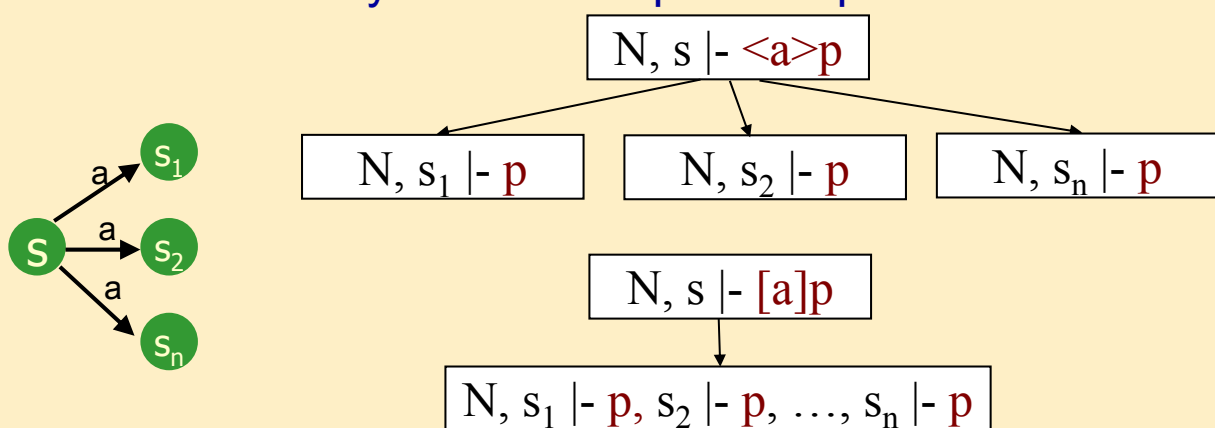 N, s |- <a>p
N, s₁ |- p
N, s₂ |- p
N, sₙ |- p
a
s₁
s
a
s₂
a
sₙ
N, s |- [a]p
N, s₁ |- p, s₂ |- p, …, sₙ |- p